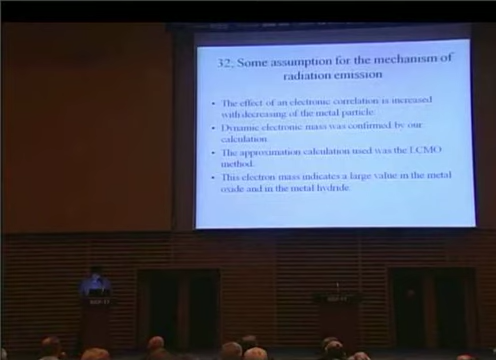 32; Some assumption for the mechanism of
radiation emission
• The effect of an electronic correlation is increased
with decreasing of the metal particle
• Dynamic electronic mass was confirmed by our
calculation.
• The approximation calculation used was the LCMO
method.
• This electron mass indicates a large value in the metal
oxide and in the metal hydride.